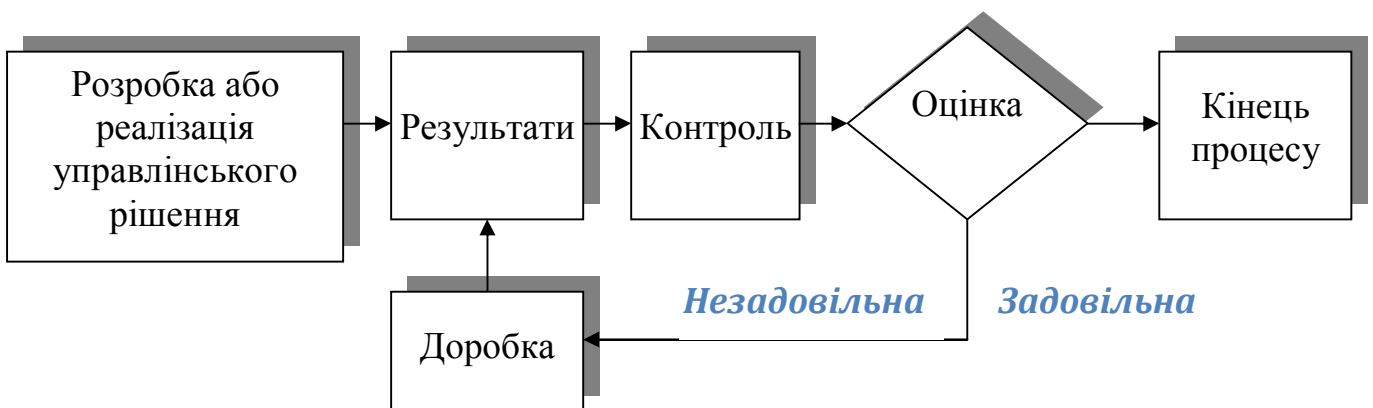 Розробка або
реалізація
управлінського
рішення
Результати
Контроль
Оцінка
Кінець
процесу
Незадовільна
Задовільна
Доробка